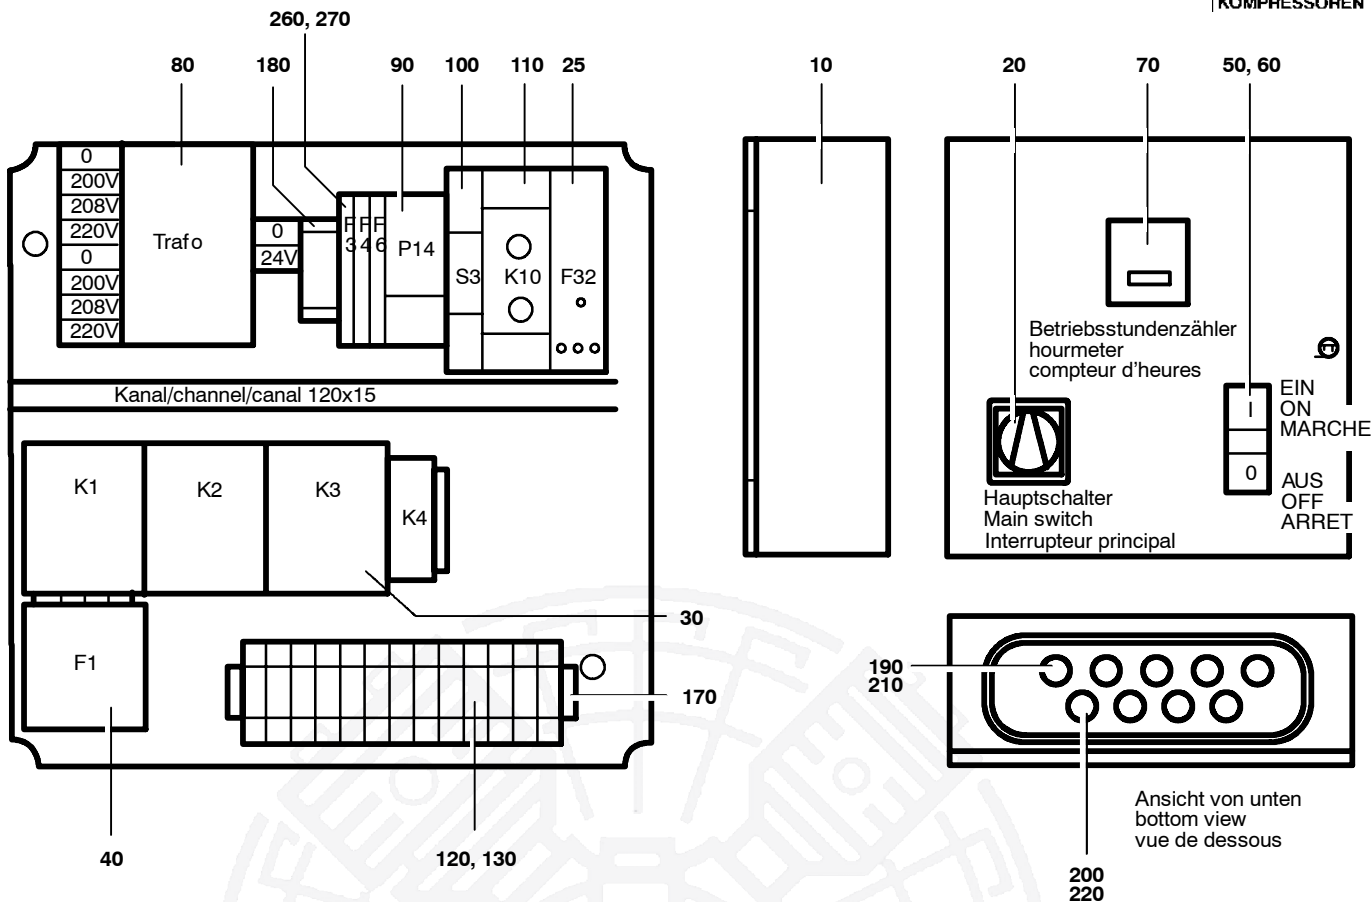 KOMPRESSOREN
260, 270
80
180
90
100
110
25
10
20
70
50, 60
0
200V
208V
220V
0
200V
208V
220V
Trafo
0
24V
F3
F4
F6
P14
S3
K10
F32
Kanal/channel/canal 120x15
K1
K2
K3
K4
F1
30
170
40
120, 130
Betriebsstundenzähler
hourmeter
compteur d'heures
I
0
EIN
ON
MARCHE
AUS
OFF
ARRET
Hauptschalter
Main switch
Interrupteur principal
190
210
Ansicht von unten
bottom view
vue de dessous
200
220